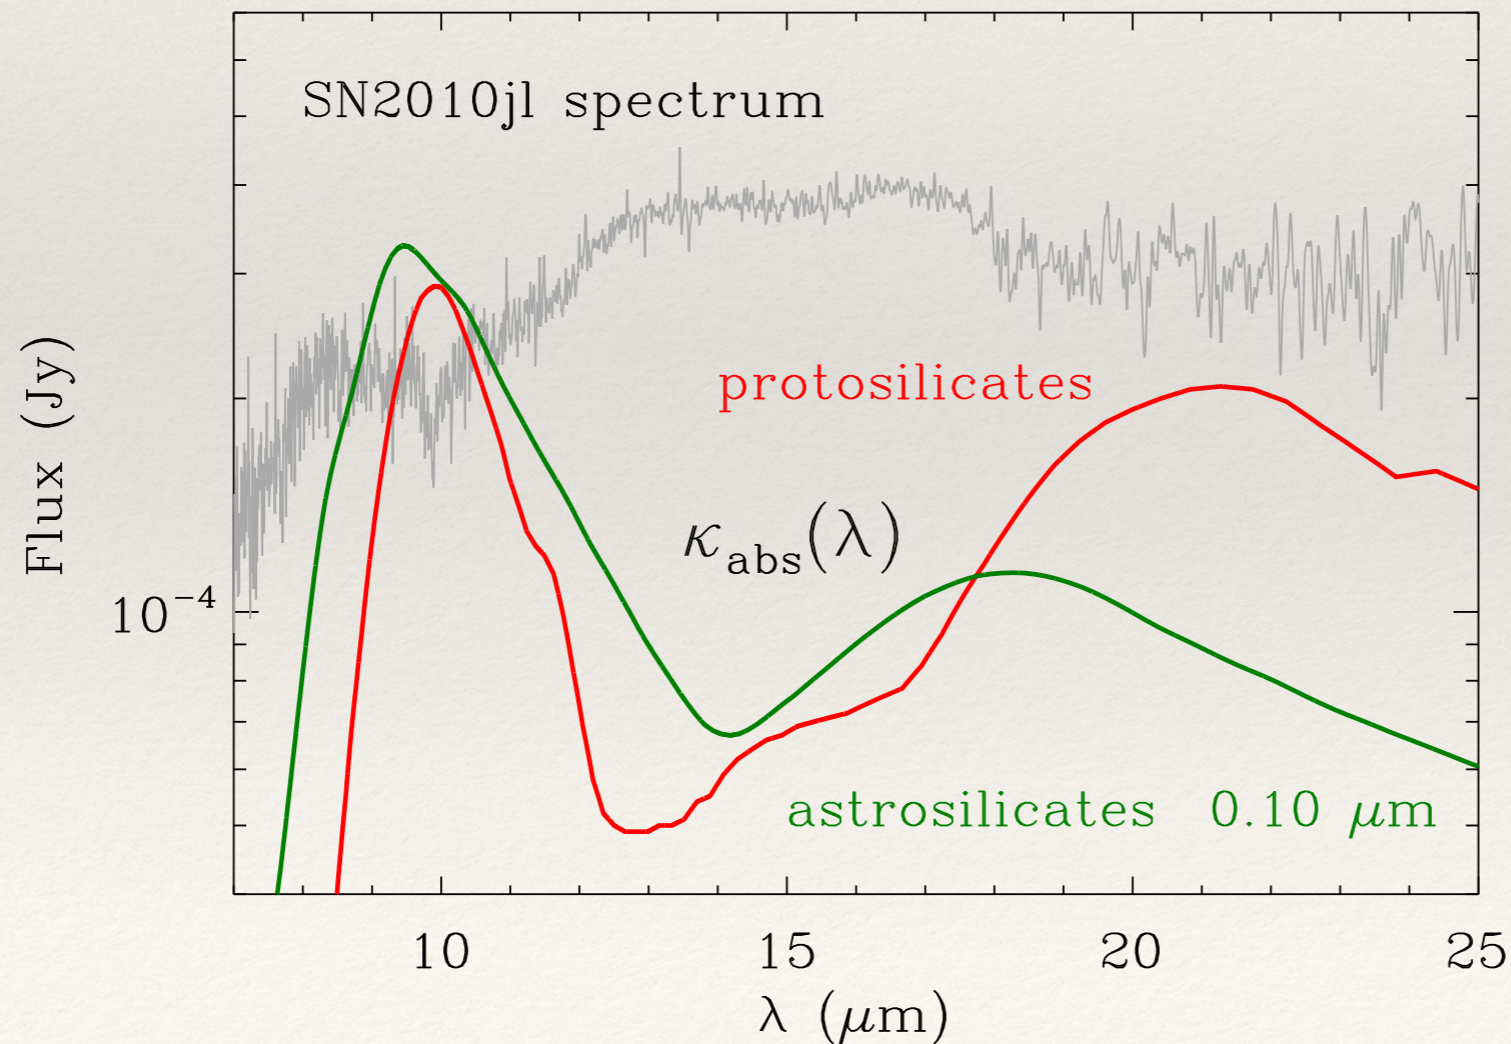 SN2010jl spectrum
Flux (Jy)
protosilicates
κabs(λ)
10−4
astrosilicates 0.10 μm
10 15 20 25
λ (μm)